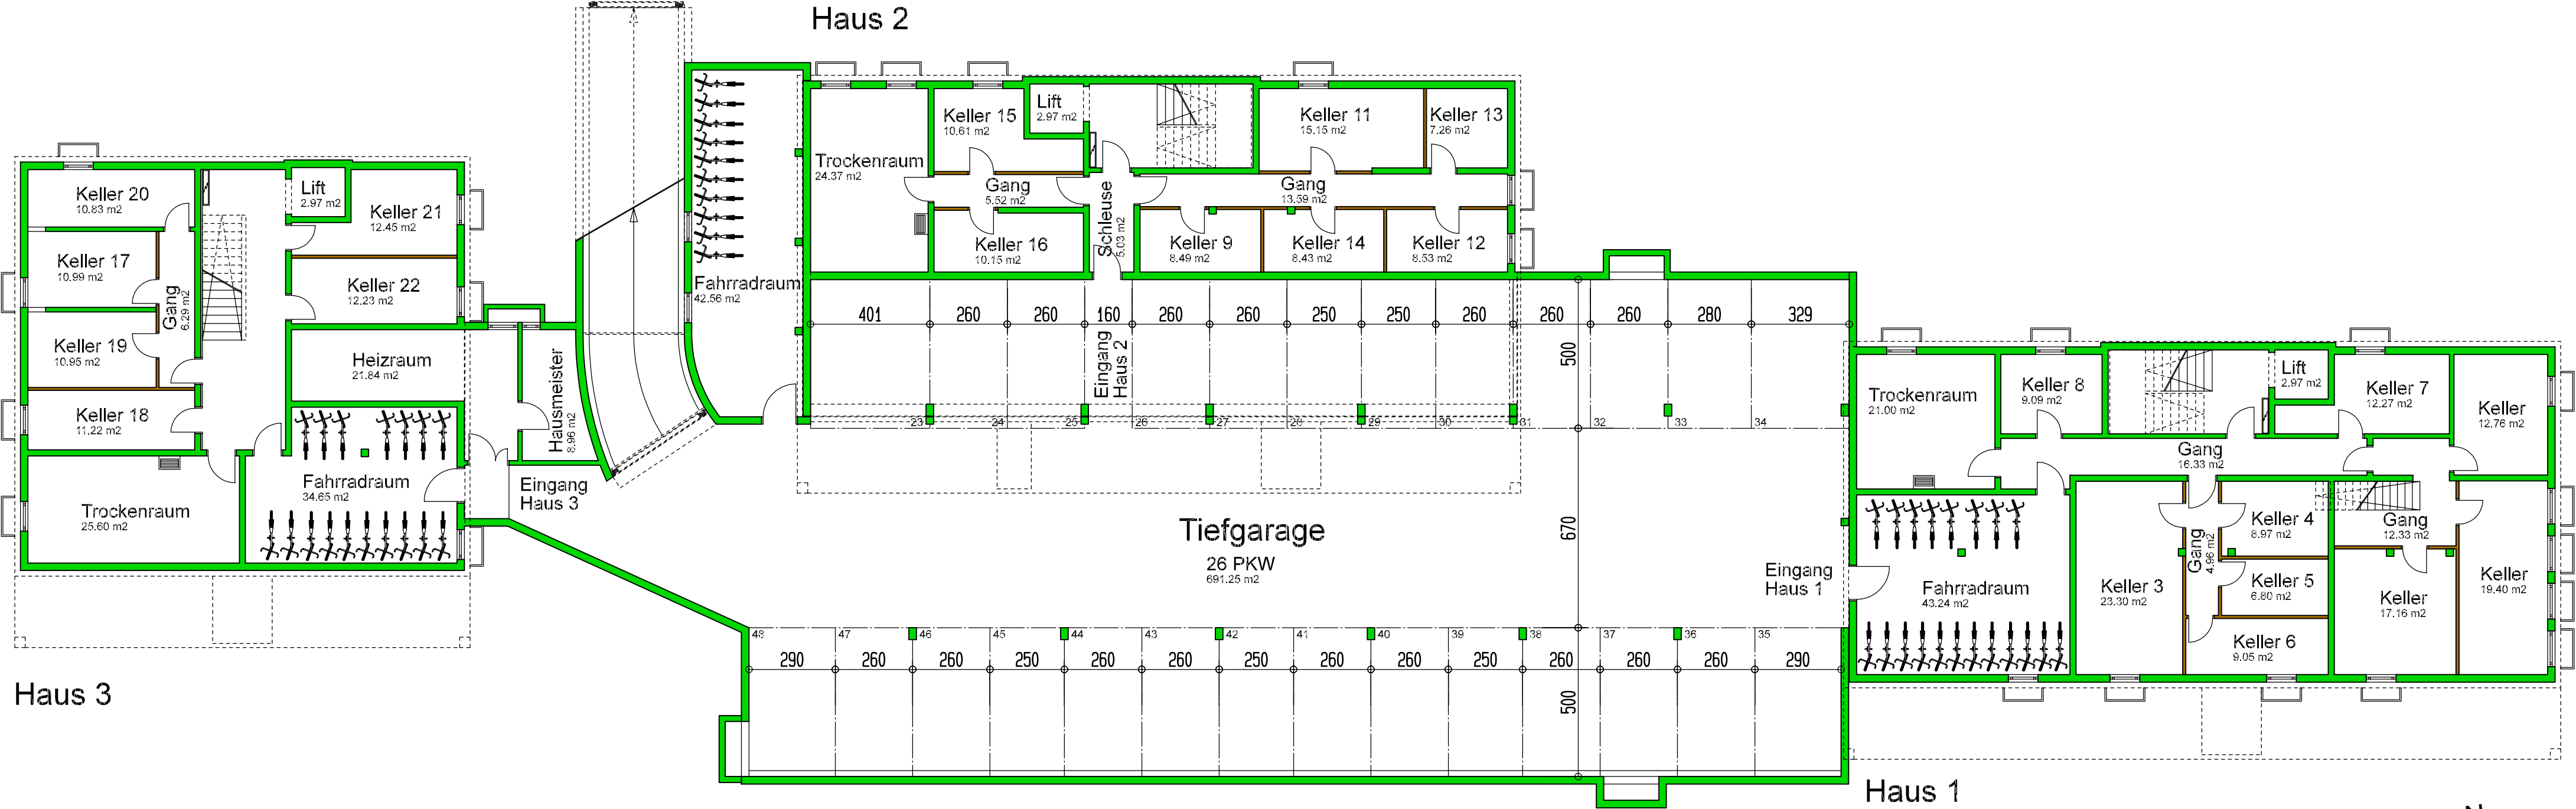 Haus 2
Trockenraum
24.37 m2
Keller 15
10.61 m2
Lift
2.97 m2
Keller 11
15.15 m2
Keller 13
7.26 m2
Gang
5.52 m2
Schleuse
5.03 m2
Gang
13.59 m2
Keller 16
10.15 m2
Keller 9
8.49 m2
Keller 14
8.43 m2
Keller 12
8.53 m2
Fahrradraum
42.56 m2
Keller 20
10.83 m2
Lift
2.97 m2
Keller 21
12.45 m2
Keller 17
10.99 m2
Gang
6.29 m2
Keller 22
12.23 m2
Keller 19
10.95 m2
Heizraum
21.84 m2
Hausmeister
8.96 m2
Keller 18
11.22 m2
Fahrradraum
34.65 m2
Trockenraum
25.60 m2
Eingang
Haus 3
Haus 3
401 260 260 160 260 260 250 250 260 260 260 280 329
500
Eingang
Haus 2
23 24 25 26 27 28 29 30 31 32 33 34
Tiefgarage
26 PKW
691.25 m2
670
Eingang
Haus 1
48 47 46 45 44 43 42 41 40 39 38 37 36 35
290 260 260 250 260 260 250 260 260 250 260 260 260 290
500
Trockenraum
21.00 m2
Keller 8
9.09 m2
Lift
2.97 m2
Keller 7
12.27 m2
Keller
12.76 m2
Gang
16.33 m2
Fahrradraum
43.24 m2
Keller 3
23.30 m2
Gang
4.96 m2
Keller 4
8.97 m2
Keller 5
6.80 m2
Keller 6
9.05 m2
Gang
12.33 m2
Keller
17.16 m2
Keller
19.40 m2
Haus 1